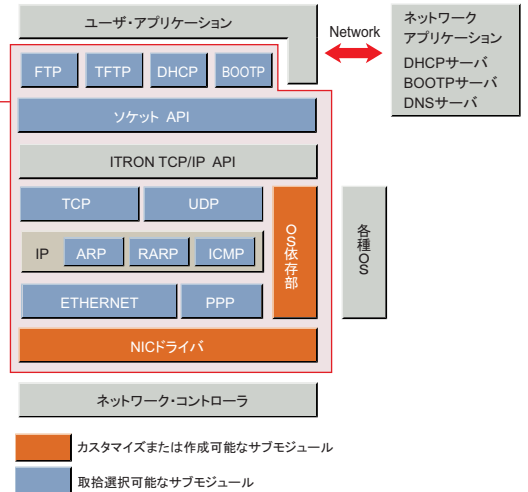 ユーザ・アプリケーション
Network
ネットワーク
アプリケーション
DHCPサーバ
BOOTPサーバ
DNSサーバ
FTP
TFTP
DHCP
BOOTP
ソケット API
ITRON TCP/IP API
TCP
UDP
OS依存部
各種OS
IP
ARP
RARP
ICMP
ETHERNET
PPP
NICドライバ
ネットワーク・コントローラ
カスタマイズまたは作成可能なサブモジュール
取拾選択可能なサブモジュール